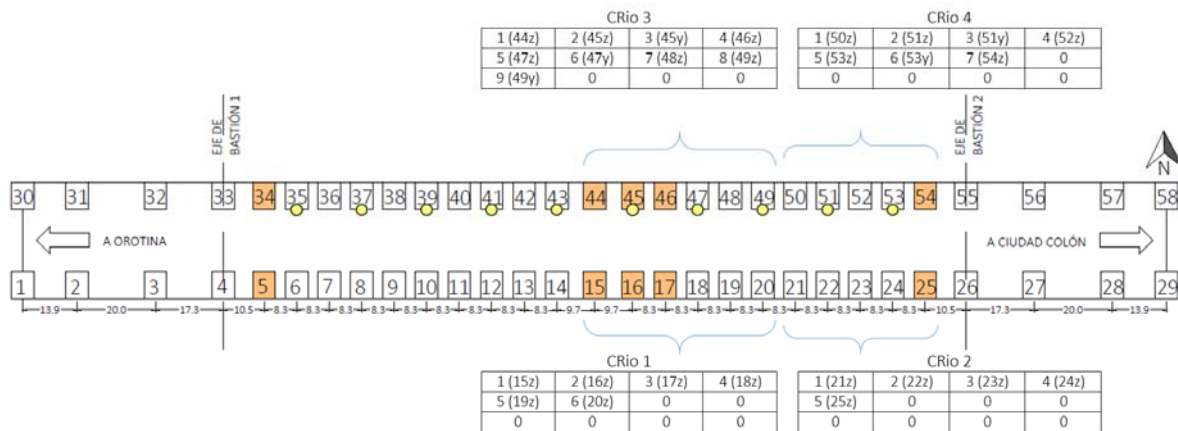 CRio 3
1 (44z) 2 (45z) 3 (45y) 4 (46z)
5 (47z) 6 (47y) 7 (48z) 8 (49z)
9 (49y) 0 0 0
CRio 4
1 (50z) 2 (51z) 3 (51y) 4 (52z)
5 (53z) 6 (53y) 7 (54z) 0
0 0 0 0
EJE DE
BASTIÓN 1
EJE DE
BASTIÓN 2
N
30 31 32 33 34 35 36 37 38 39 40 41 42 43 44 45 46 47 48 49 50 51 52 53 54 55 56 57 58
A OROTINA
A CIUDAD COLÓN
1 2 3 4 5 6 7 8 9 10 11 12 13 14 15 16 17 18 19 20 21 22 23 24 25 26 27 28 29
13.9 20.0 17.3 10.5 8.3 8.3 8.3 8.3 8.3 8.3 8.3 8.3 8.3 9.7 9.7 8.3 8.3 8.3 8.3 8.3 8.3 8.3 8.3 8.3 10.5 17.3 20.0 13.9
CRio 1
1 (15z) 2 (16z) 3 (17z) 4 (18z)
5 (19z) 6 (20z) 0 0
0 0 0 0
CRio 2
1 (21z) 2 (22z) 3 (23z) 4 (24z)
5 (25z) 0 0 0
0 0 0 0